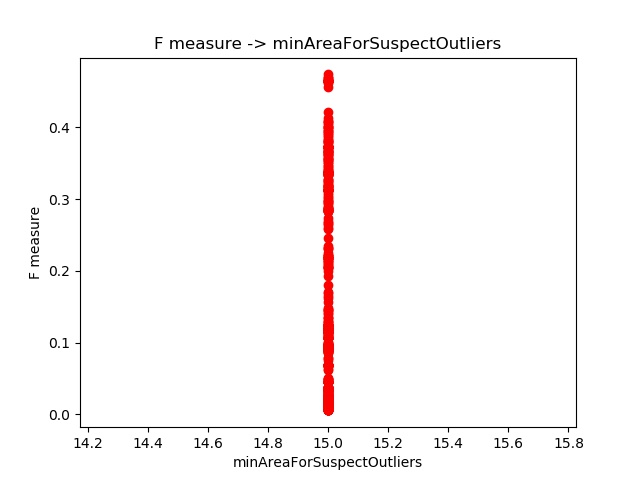 F measure -> minAreaForSuspectOutliers
F measure
0.4
0.3
0.2
0.1
0.0
14.2 14.4 14.6 14.8 15.0 15.2 15.4 15.6 15.8
minAreaForSuspectOutliers